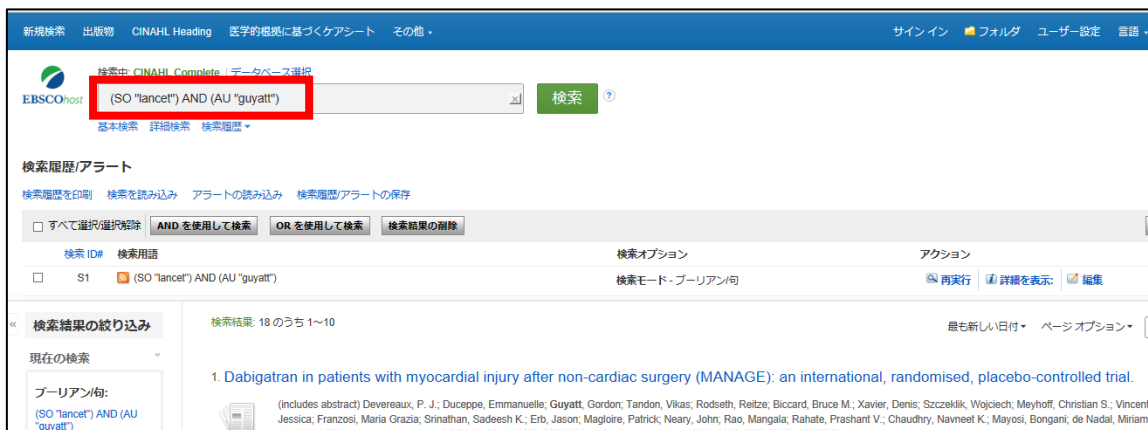 新規検索 出版物 CINAHL Heading 医学的根拠に基づくケアシート その他 サイン イン フォルダ ユーザー設定 言語
検索中: CINAHL Complete データベース選択
EBSCOhost (SO "lancet") AND (AU "guyatt") x 検索 ?
基本検索 詳細検索 検索履歴
検索履歴/アラート
検索履歴を印刷 検索を読み込み アラートの読み込み 検索履歴/アラートの保存
すべて選択/選択解除 AND を使用して検索 OR を使用して検索 検索結果の削除
検索 ID# 検索用語 検索オプション アクション
S1 (SO "lancet") AND (AU "guyatt") 検索モード - ブーリアン/句 再実行 詳細を表示: 編集
« 検索結果の絞り込み 検索結果: 18 のうち 1～10 最も新しい日付 ページ オプション
現在の検索
1. Dabigatran in patients with myocardial injury after non-cardiac surgery (MANAGE): an international, randomised, placebo-controlled trial.
ブーリアン/句:
(includes abstract) Devereaux, P. J.; Duceppe, Emmanuelle; Guyatt, Gordon; Tandon, Vikas; Rodseth, Reitze; Biccard, Bruce M.; Xavier, Denis; Szczeklik, Wojciech; Meyhoff, Christian S.; Vincent
(SO "lancet") AND (AU "guyatt")
Jessica; Franzosi, Maria Grazia; Srinathan, Sadeesh K.; Erb, Jason; Magloire, Patrick; Neary, John; Rao, Mangala; Rahate, Prashant V.; Chaudhry, Navneet K.; Mayosi, Bongani; de Nadal, Miriam